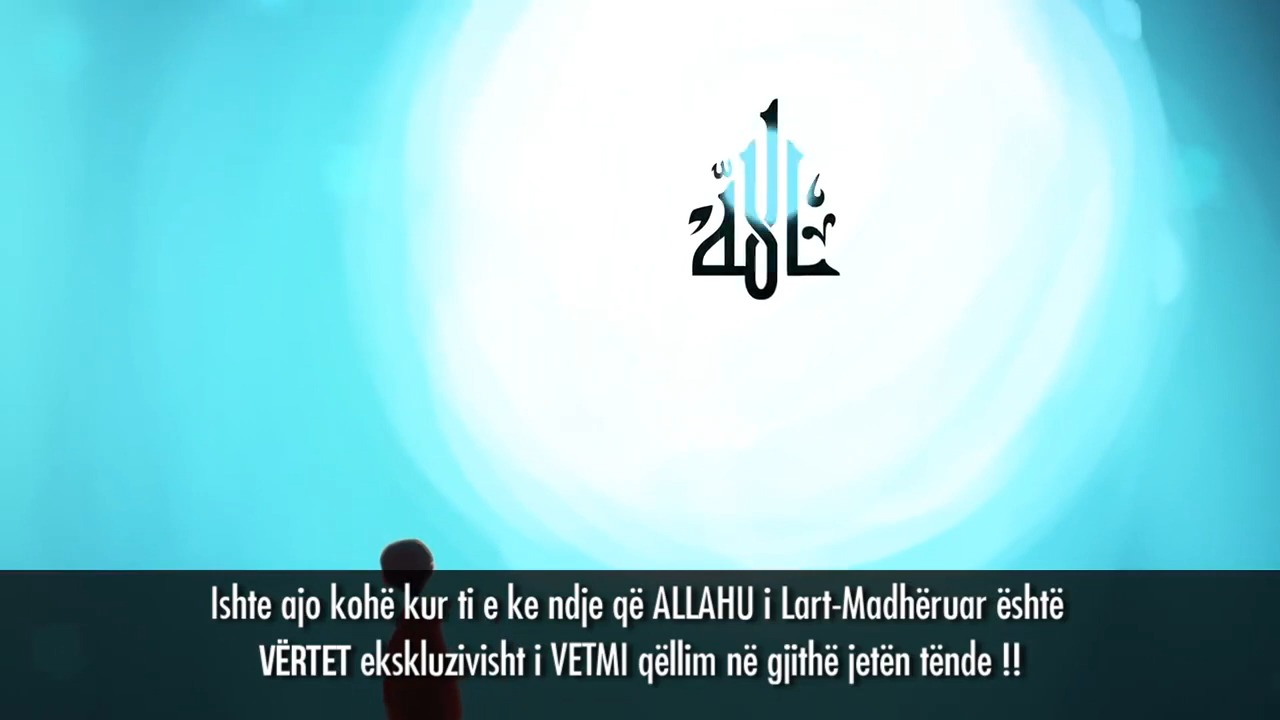 الله
Ishte ajo kohë kur ti e ke ndje që ALLAHU i Lart-Madhëruar është
VËRTET ekskluzivisht i VETMI qëllim në gjithë jetën tënde !!